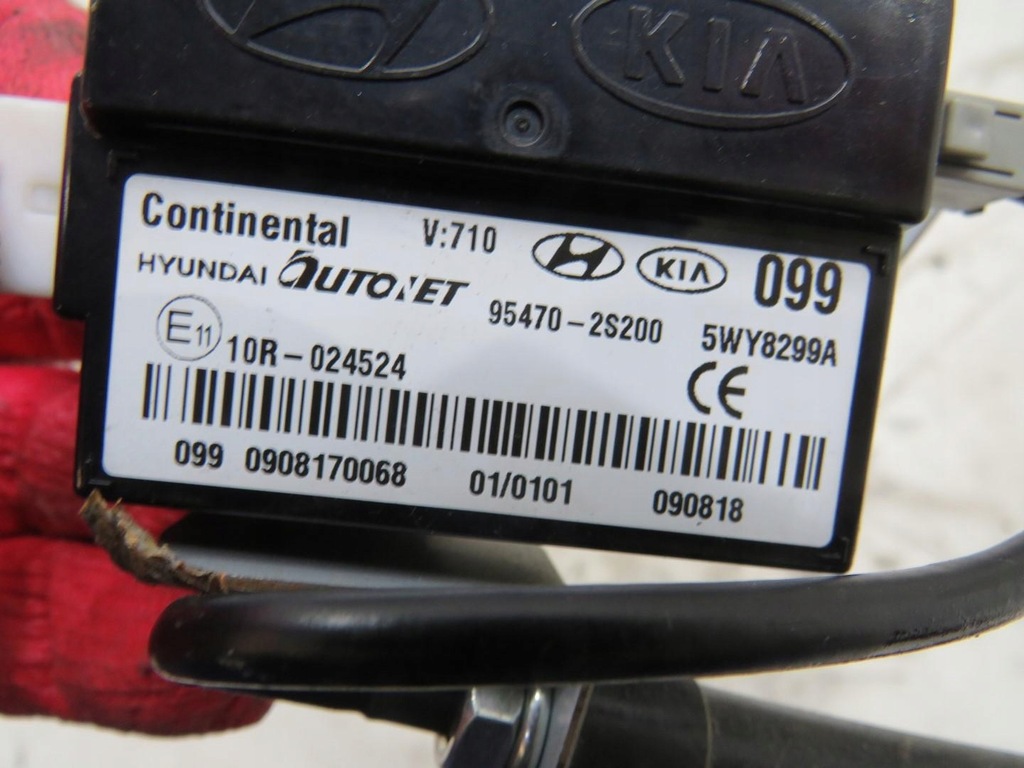 KIA
Continental V:710 KIA 099
HYUNDAI AUTONET 95470-2S200 5WY8299A
E11 10R-024524 CE
099 0908170068 01/0101 090818